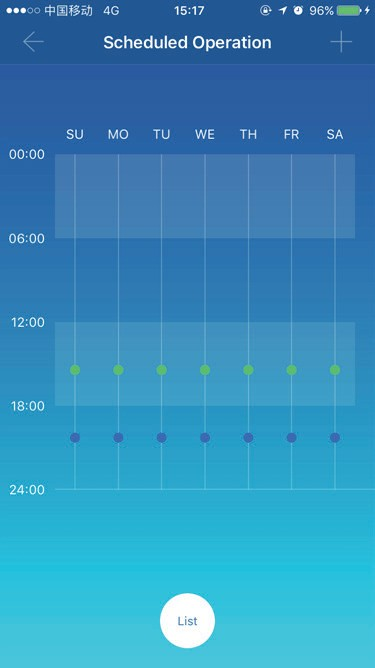 中国移动 4G 15:17 96%
Scheduled Operation
SU MO TU WE TH FR SA
00:00
06:00
12:00
18:00
24:00
List